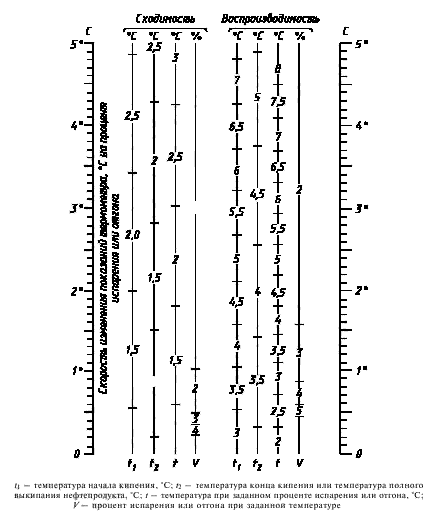 Сходимость Воспроизводимость
C °C °C °C % °C °C °C % C
5° 2,5 3 8 5°
7 5 7,5
4° 2,5 6,5 7 4°
2 2,5 6 6,5 2
4,5 6
3° 5,5 5,5 3°
2,0 2 5 5
1,5 4 4,5
2° 4,5 4 2°
1,5 1,5 4 3,5 3
1° 2 3,5 3,5 3 4 1°
3 2,5 5
4 3 2
0 0
t₁ t₂ t V t₁ t₂ t V
Скорость изменения показаний термометра, °C на процент
испарения или отгона
t₁ — температура начала кипения, °C; t₂ — температура конца кипения или температура полного
выкипания нефтепродукта, °C; t — температура при заданном проценте испарения или отгона, °C;
V — процент испарения или отгона при заданной температуре